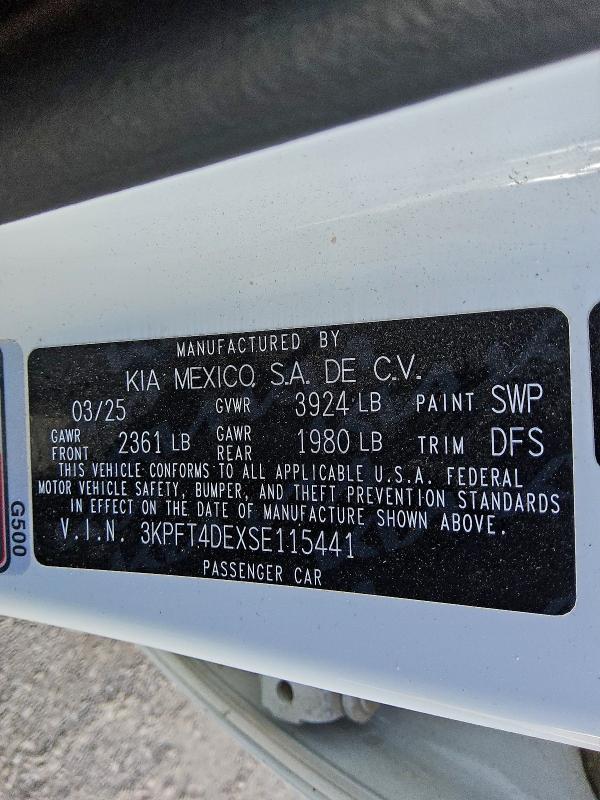 MANUFACTURED BY
KIA MEXICO, S.A. DE C.V.
03/25 GVWR 3924 LB PAINT SWP
GAWR FRONT 2361 LB GAWR REAR 1980 LB TRIM DFS
THIS VEHICLE CONFORMS TO ALL APPLICABLE U.S.A. FEDERAL
MOTOR VEHICLE SAFETY, BUMPER, AND THEFT PREVENTION STANDARDS
IN EFFECT ON THE DATE OF MANUFACTURE SHOWN ABOVE.
V.I.N. 3KPFT4DEXSE115441
PASSENGER CAR
G500